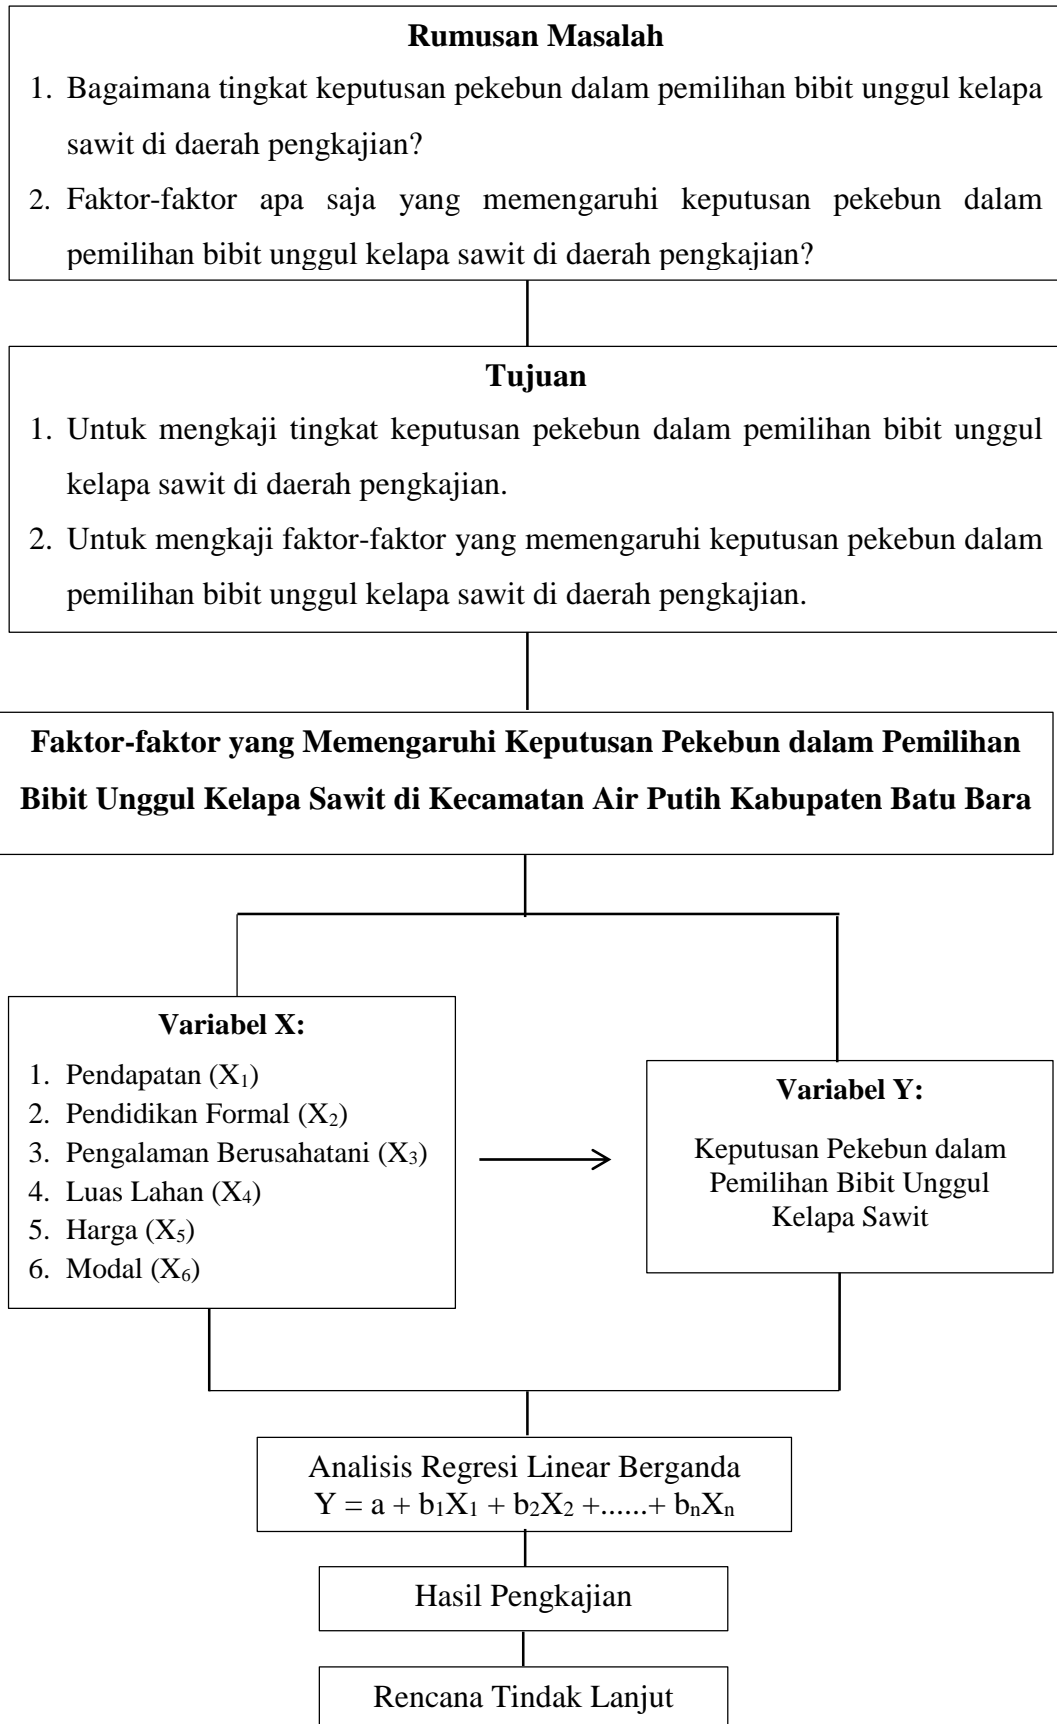 Rumusan Masalah
1. Bagaimana tingkat keputusan pekebun dalam pemilihan bibit unggul kelapa
sawit di daerah pengkajian?
2. Faktor-faktor apa saja yang memengaruhi keputusan pekebun dalam
pemilihan bibit unggul kelapa sawit di daerah pengkajian?
Tujuan
1. Untuk mengkaji tingkat keputusan pekebun dalam pemilihan bibit unggul
kelapa sawit di daerah pengkajian.
2. Untuk mengkaji faktor-faktor yang memengaruhi keputusan pekebun dalam
pemilihan bibit unggul kelapa sawit di daerah pengkajian.
Faktor-faktor yang Memengaruhi Keputusan Pekebun dalam Pemilihan
Bibit Unggul Kelapa Sawit di Kecamatan Air Putih Kabupaten Batu Bara
Variabel X:
1. Pendapatan (X₁)
2. Pendidikan Formal (X₂)
3. Pengalaman Berusahatani (X₃)
4. Luas Lahan (X₄)
5. Harga (X₅)
6. Modal (X₆)
Variabel Y:
Keputusan Pekebun dalam
Pemilihan Bibit Unggul
Kelapa Sawit
Analisis Regresi Linear Berganda
Y = a + b₁X₁ + b₂X₂ +......+ bₙXₙ
Hasil Pengkajian
Rencana Tindak Lanjut